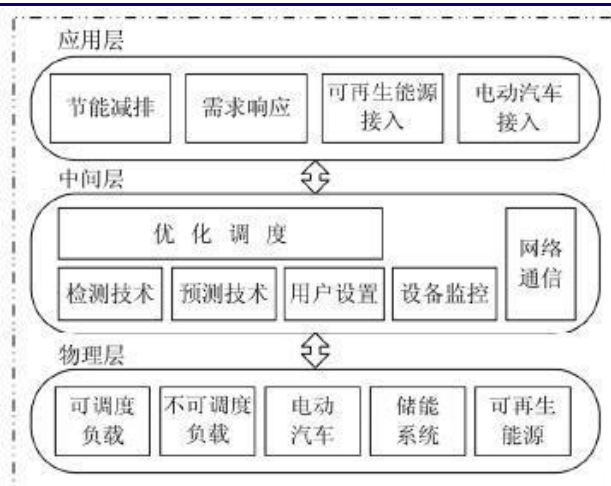 应用层
节能减排 需求响应 可再生能源 电动汽车
接入 接入
中间层
优化调度 网络
通信
检测技术 预测技术 用户设置 设备监控
物理层
可调度 不可调度 电动 储能 可再生
负载 负载 汽车 系统 能源